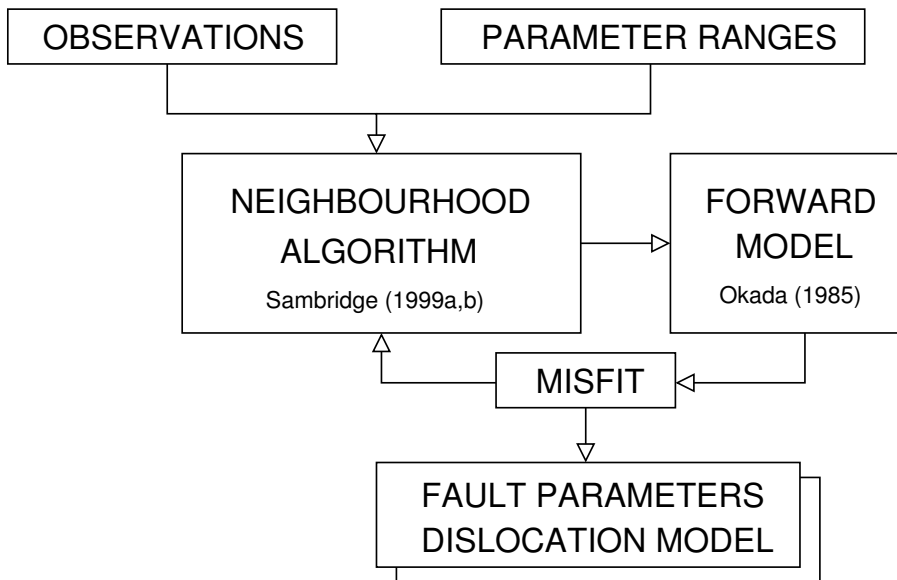 OBSERVATIONS
PARAMETER RANGES
NEIGHBOURHOOD
ALGORITHM
Sambridge (1999a,b)
FORWARD
MODEL
Okada (1985)
MISFIT
FAULT PARAMETERS
DISLOCATION MODEL